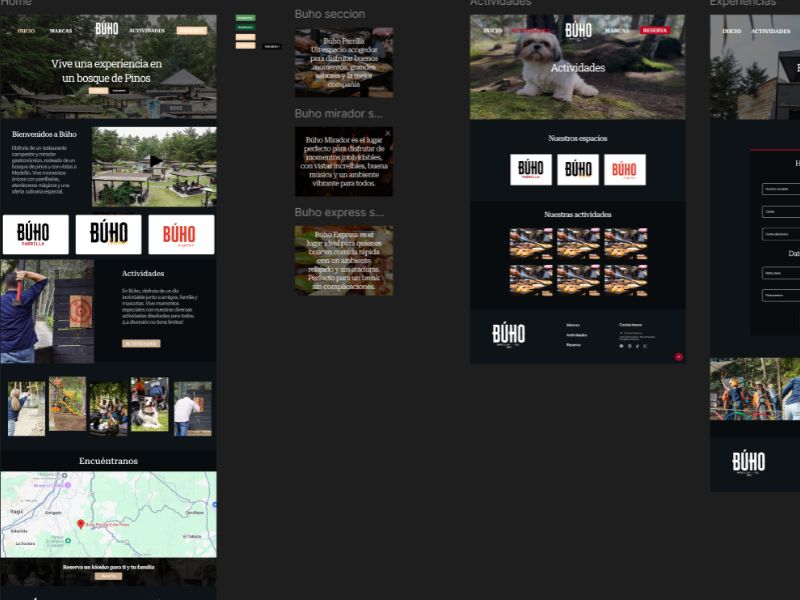 Home
INICIO
MARCAS
BÚHO
ACTIVIDADES
RESERVA
Vive una experiencia en
un bosque de Pinos
Bienvenidos a Búho
Disfruta de un restaurante
campestre y mirador
gastronómico, rodeado de un
bosque de pinos y con vistas a
Medellín. Vive momentos
únicos con parrilladas,
atardeceres mágicos y una
oferta culinaria especial.
BÚHO
PARRILLA
BÚHO
BÚHO
Actividades
En Búho, disfruta de un día
inolvidable junto a amigos, familia y
mascotas. Vive momentos
especiales con nuestras diversas
actividades diseñadas para todos.
¡La diversión no tiene límites!
ACTIVIDADES
Encuéntranos
Itagüí
Sabaneta
La Doctora
Parque
Reserva un kiosko para ti y tu familia
Buho seccion
Búho Parrilla
Un espacio acogedor
para disfrutar buenos
momentos, grandes
sabores y la mejor
compañía
Buho mirador s...
Búho Mirador es el lugar
perfecto para disfrutar de
momentos inolvidables,
con vistas increíbles, buena
música y un ambiente
vibrante para todos.
Buho express s...
Búho Express es el
lugar ideal para quienes
buscan comida rápida
con un ambiente
relajado y sin ataduras.
Perfecto para un break
sin complicaciones.
Actividades
INICIO
ACTIVIDADES
BÚHO
MARCAS
RESERVA
Actividades
Nuestros espacios
BÚHO
PARRILLA
BÚHO
BÚHO
Nuestras actividades
BÚHO
Marcas
Actividades
Reserva
Contáctanos
Experiencias
INICIO
ACTIVIDADES
BÚHO